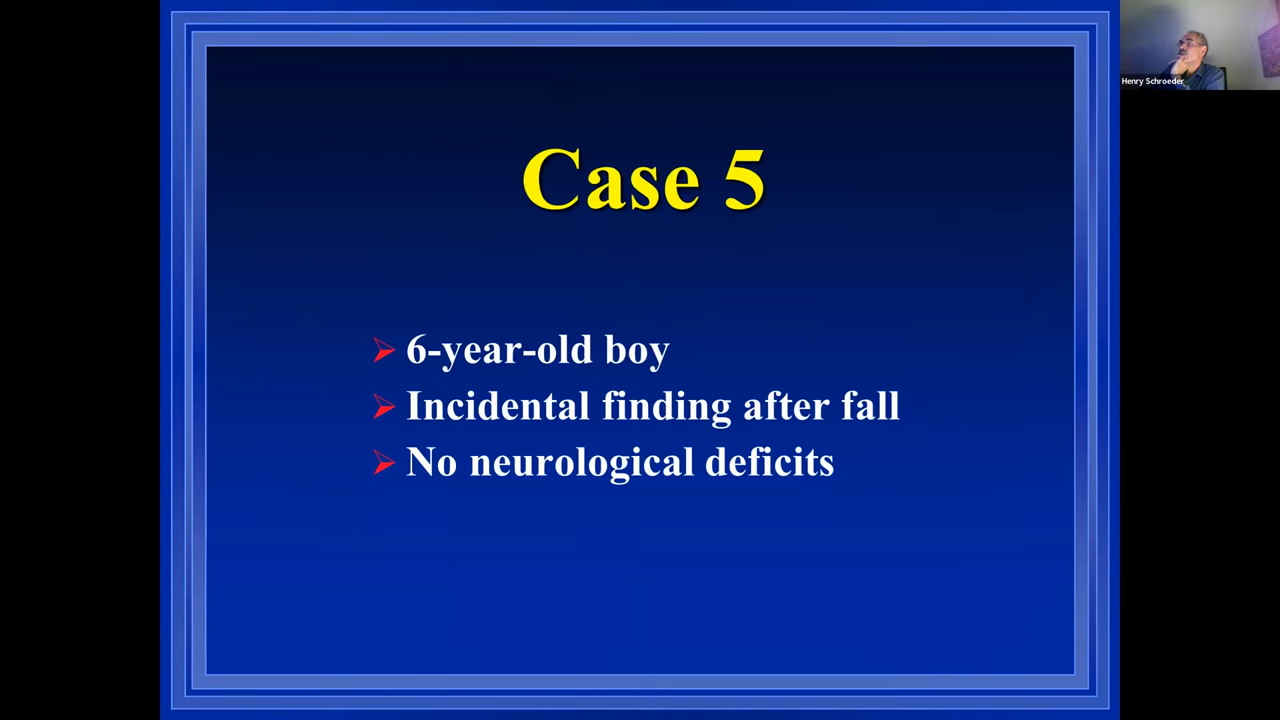 Case 5
6-year-old boy
Incidental finding after fall
No neurological deficits
Henry Schroeder